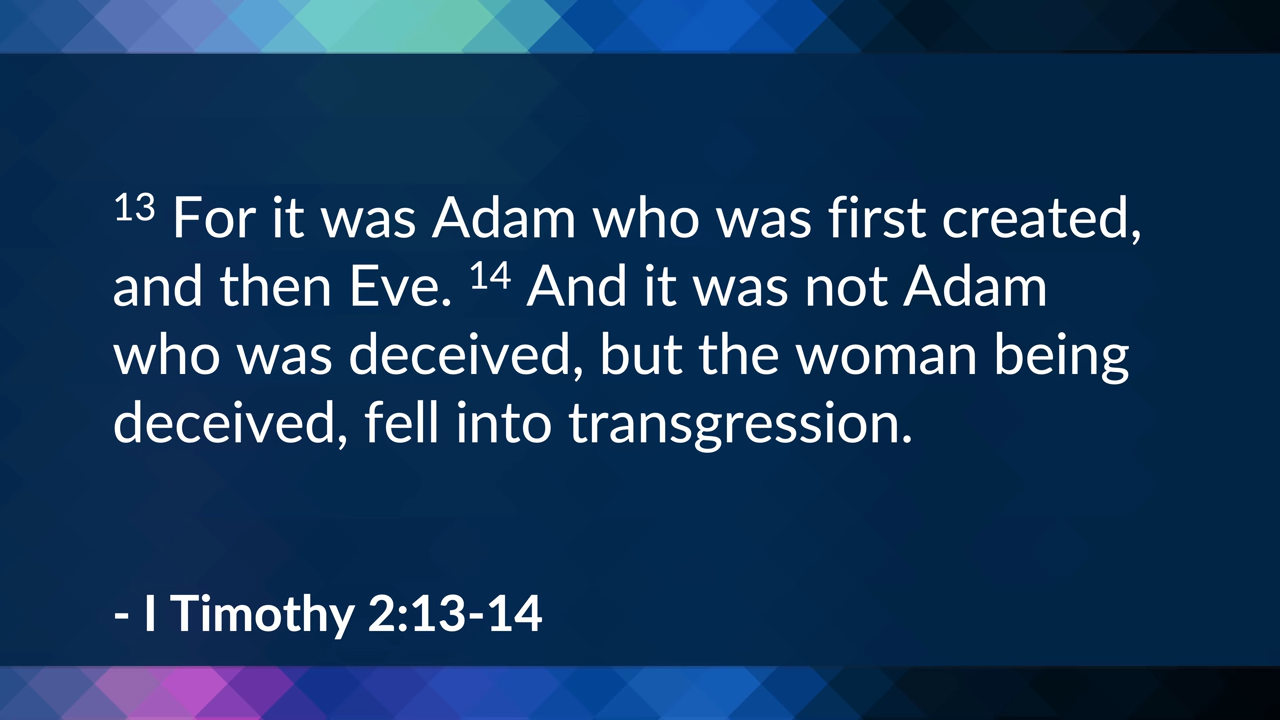 13 For it was Adam who was first created,
and then Eve. 14 And it was not Adam
who was deceived, but the woman being
deceived, fell into transgression.
- I Timothy 2:13-14